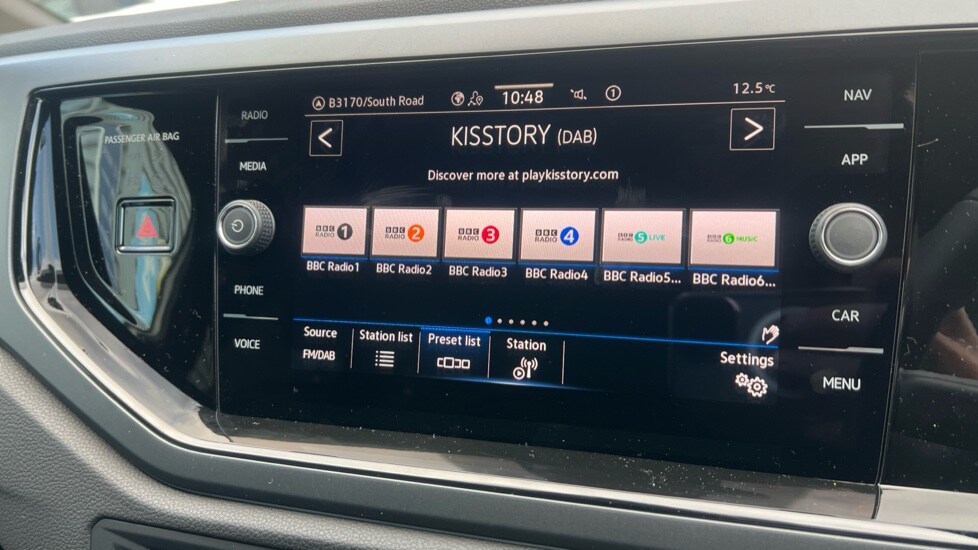 PASSENGER AIR BAG
RADIO
MEDIA
PHONE
VOICE
B3170/South Road
10:48
1
12.5°C
KISSTORY (DAB)
Discover more at playkisstory.com
BBC RADIO 1
BBC RADIO 2
BBC RADIO 3
BBC RADIO 4
BBC RADIO 5 LIVE
BBC RADIO 6 MUSIC
BBC Radio1
BBC Radio2
BBC Radio3
BBC Radio4
BBC Radio5...
BBC Radio6...
Source
FM/DAB
Station list
Preset list
Station
Settings
NAV
APP
CAR
MENU